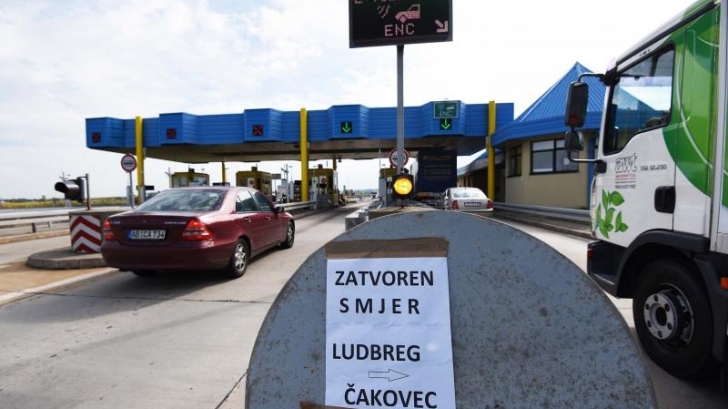 ENC
ZATVOREN
SMJER
LUDBREG
ČAKOVEC